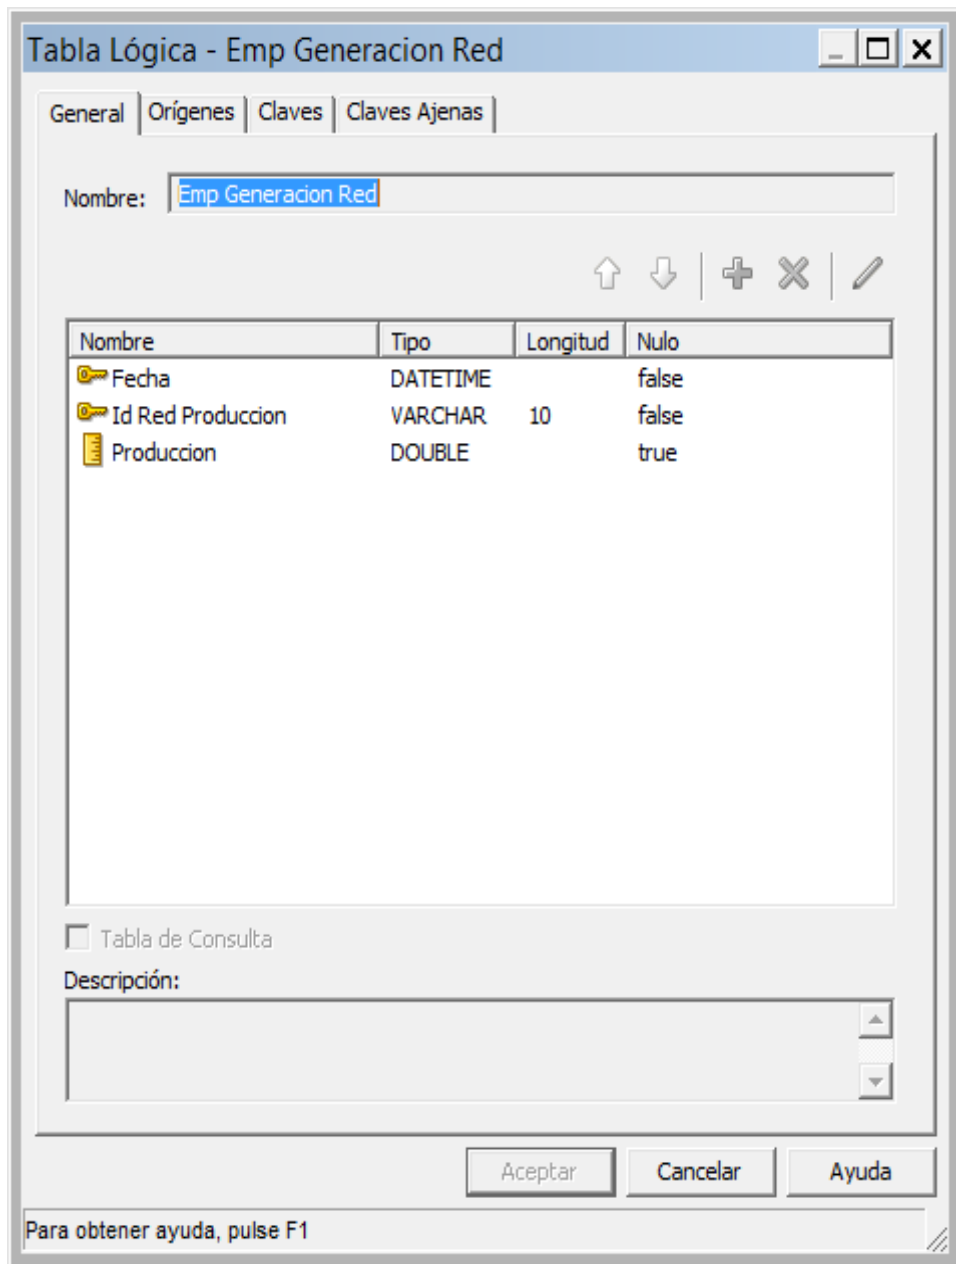 Tabla Lógica - Emp Generacion Red
General Orígenes Claves Claves Ajenas
Nombre: Emp Generacion Red
Nombre Tipo Longitud Nulo
Fecha DATETIME false
Id Red Produccion VARCHAR 10 false
Produccion DOUBLE true
Tabla de Consulta
Descripción:
Aceptar Cancelar Ayuda
Para obtener ayuda, pulse F1